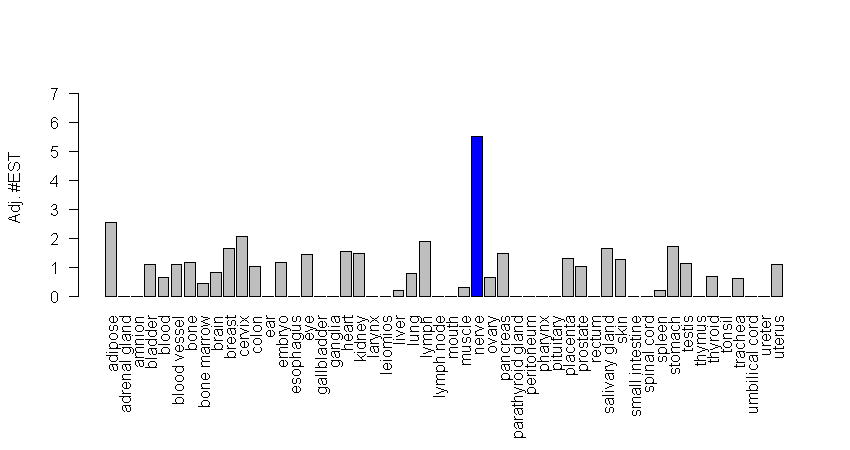 7
6
5
4
3
2
1
0
Adj. #EST
adipose
adrenal gland
amnion
bladder
blood
blood vessel
bone
bone marrow
brain
breast
cervix
colon
ear
embryo
esophagus
eye
gallbladder
ganglia
heart
kidney
larynx
leiomios
liver
lung
lymph
lymph node
mouth
muscle
nerve
ovary
pancreas
parathyroid gland
peritoneum
pharynx
pituitary
placenta
prostate
rectum
salivary gland
skin
small intestine
spinal cord
spleen
stomach
testis
thymus
thyroid
tonsil
trachea
umbilical cord
ureter
uterus